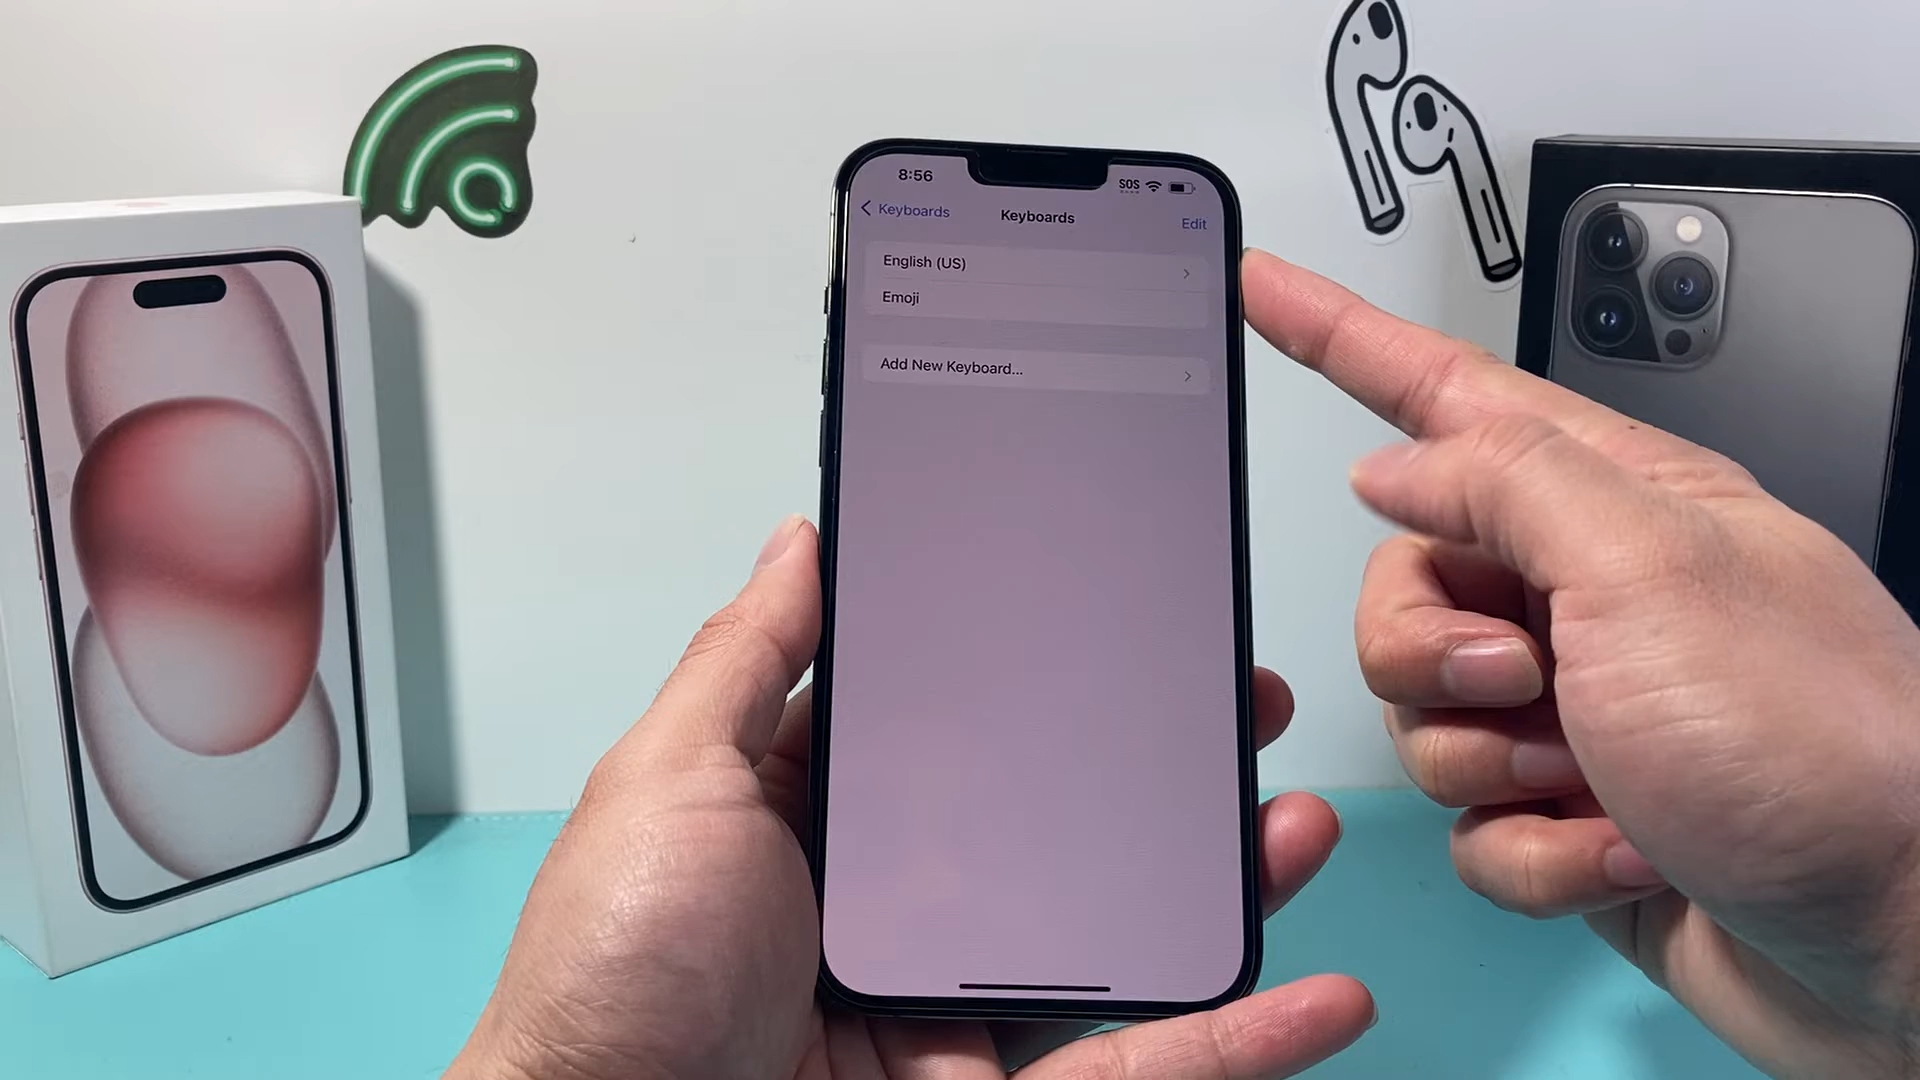 8:56
SOS
Keyboards
Keyboards
Edit
English (US)
Emoji
Add New Keyboard...